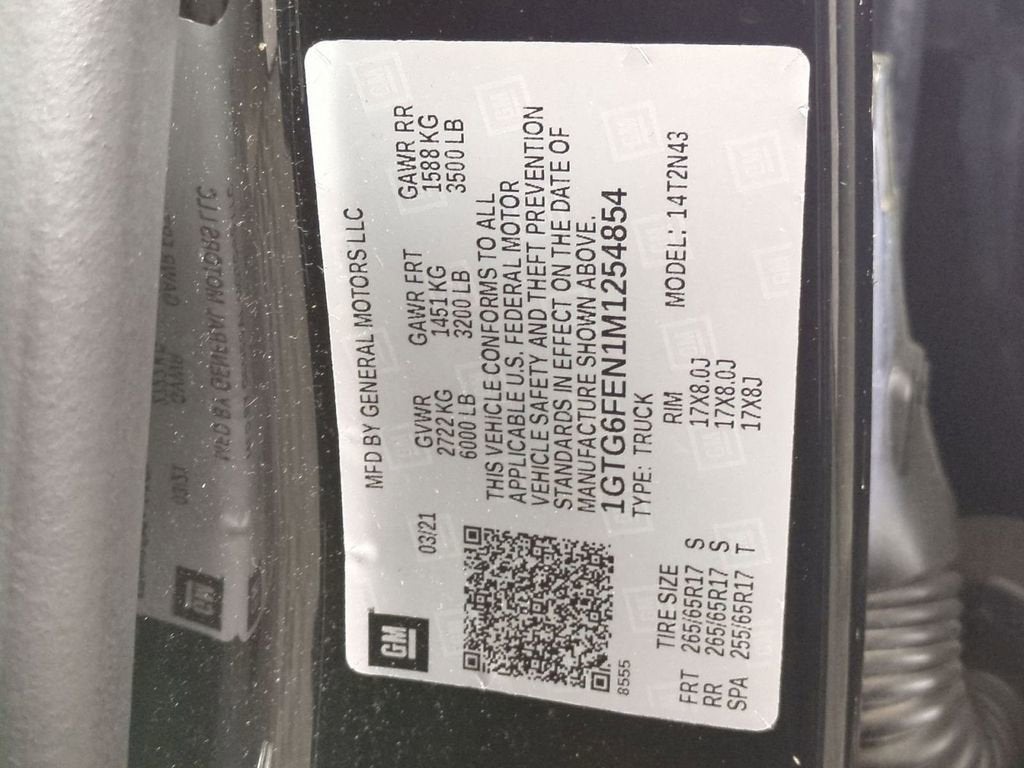 GM
MFD BY GENERAL MOTORS LLC
03/21 GVWR GAWR FRT GAWR RR
2722 KG 1451 KG 1588 KG
6000 LB 3200 LB 3500 LB
THIS VEHICLE CONFORMS TO ALL
APPLICABLE U.S. FEDERAL MOTOR
VEHICLE SAFETY AND THEFT PREVENTION
STANDARDS IN EFFECT ON THE DATE OF
MANUFACTURE SHOWN ABOVE.
1GTG6FEN1M1254854
8555 TYPE: TRUCK
TIRE SIZE RIM MODEL: 14T2N43
FRT 265/65R17 S 17X8.0J
RR 265/65R17 S 17X8.0J
SPA 255/65R17 T 17X8J